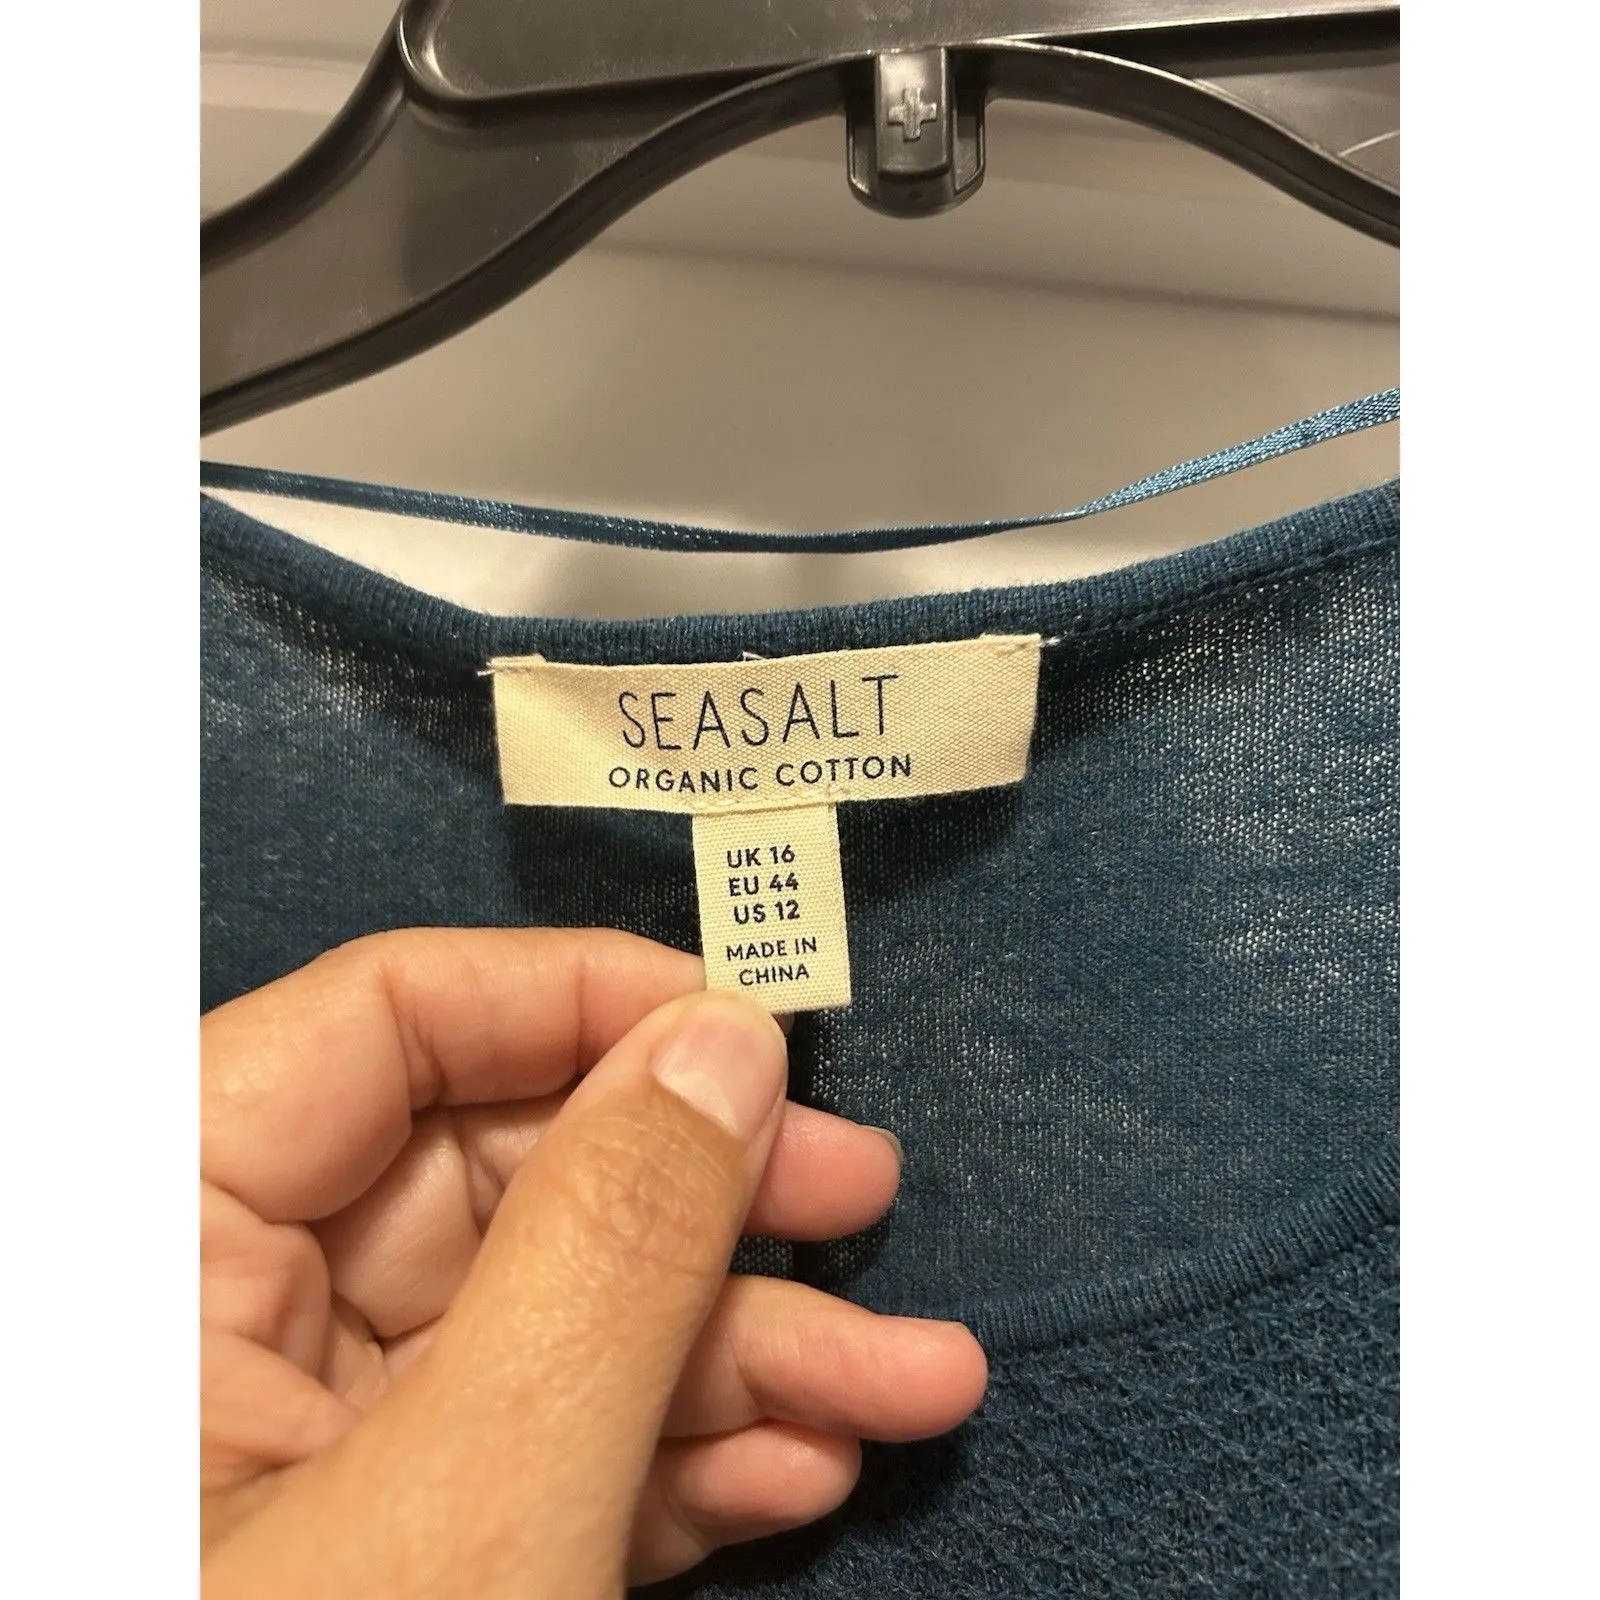 SEASALT
ORGANIC COTTON
UK 16
EU 44
US 12
MADE IN
CHINA